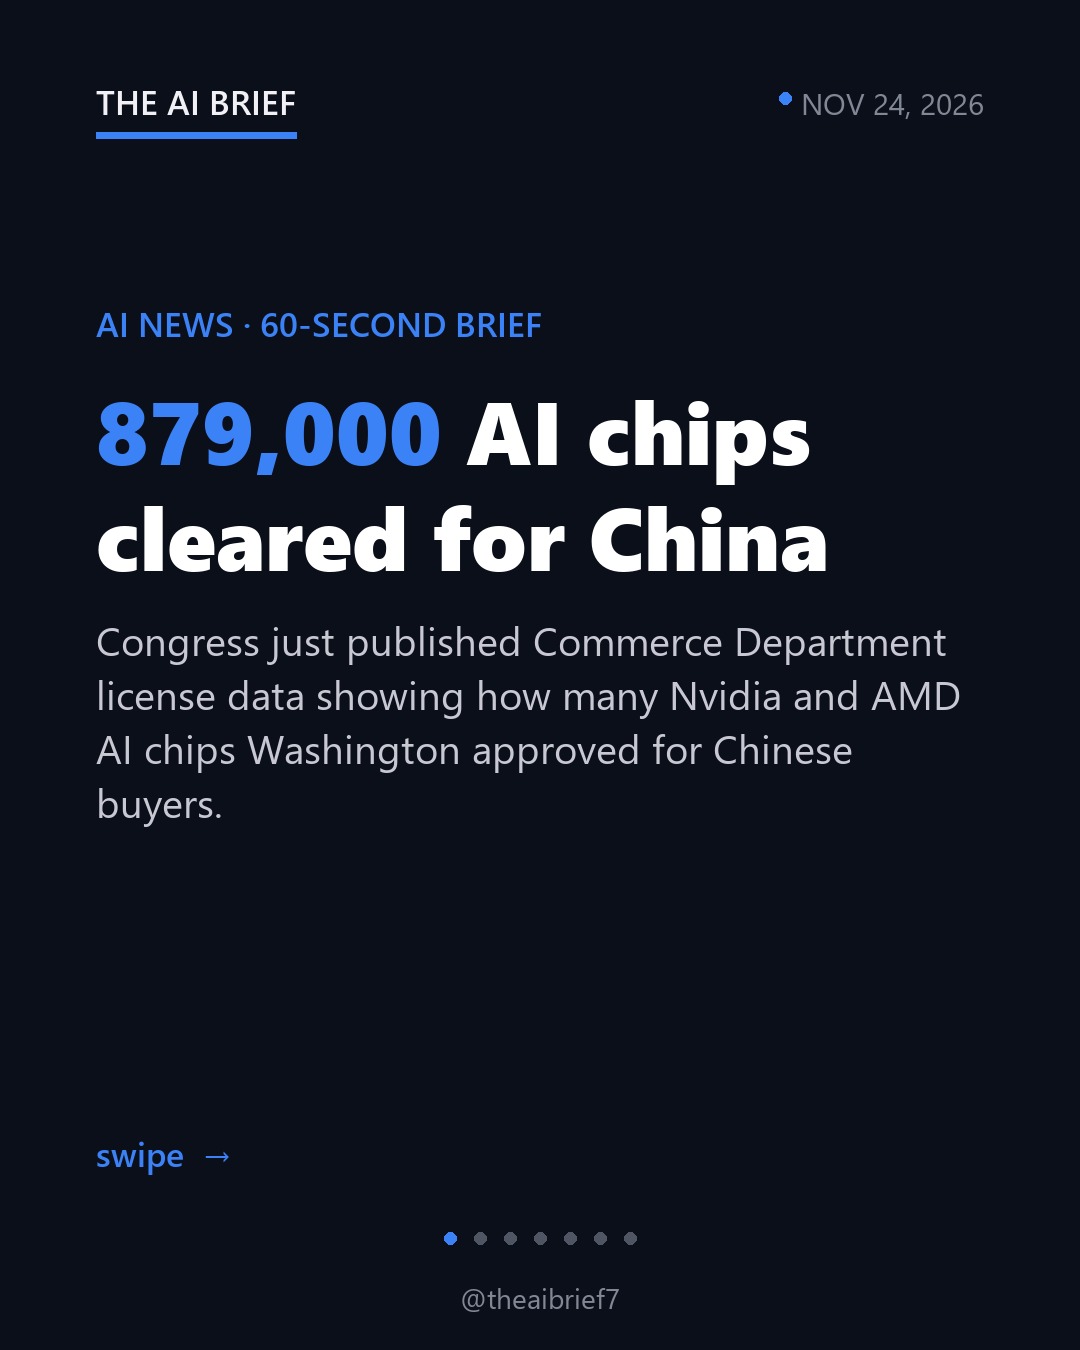 THE AI BRIEF
NOV 24, 2026
AI NEWS · 60-SECOND BRIEF
879,000 AI chips
cleared for China
Congress just published Commerce Department
license data showing how many Nvidia and AMD
AI chips Washington approved for Chinese
buyers.
swipe →
@theaibrief7